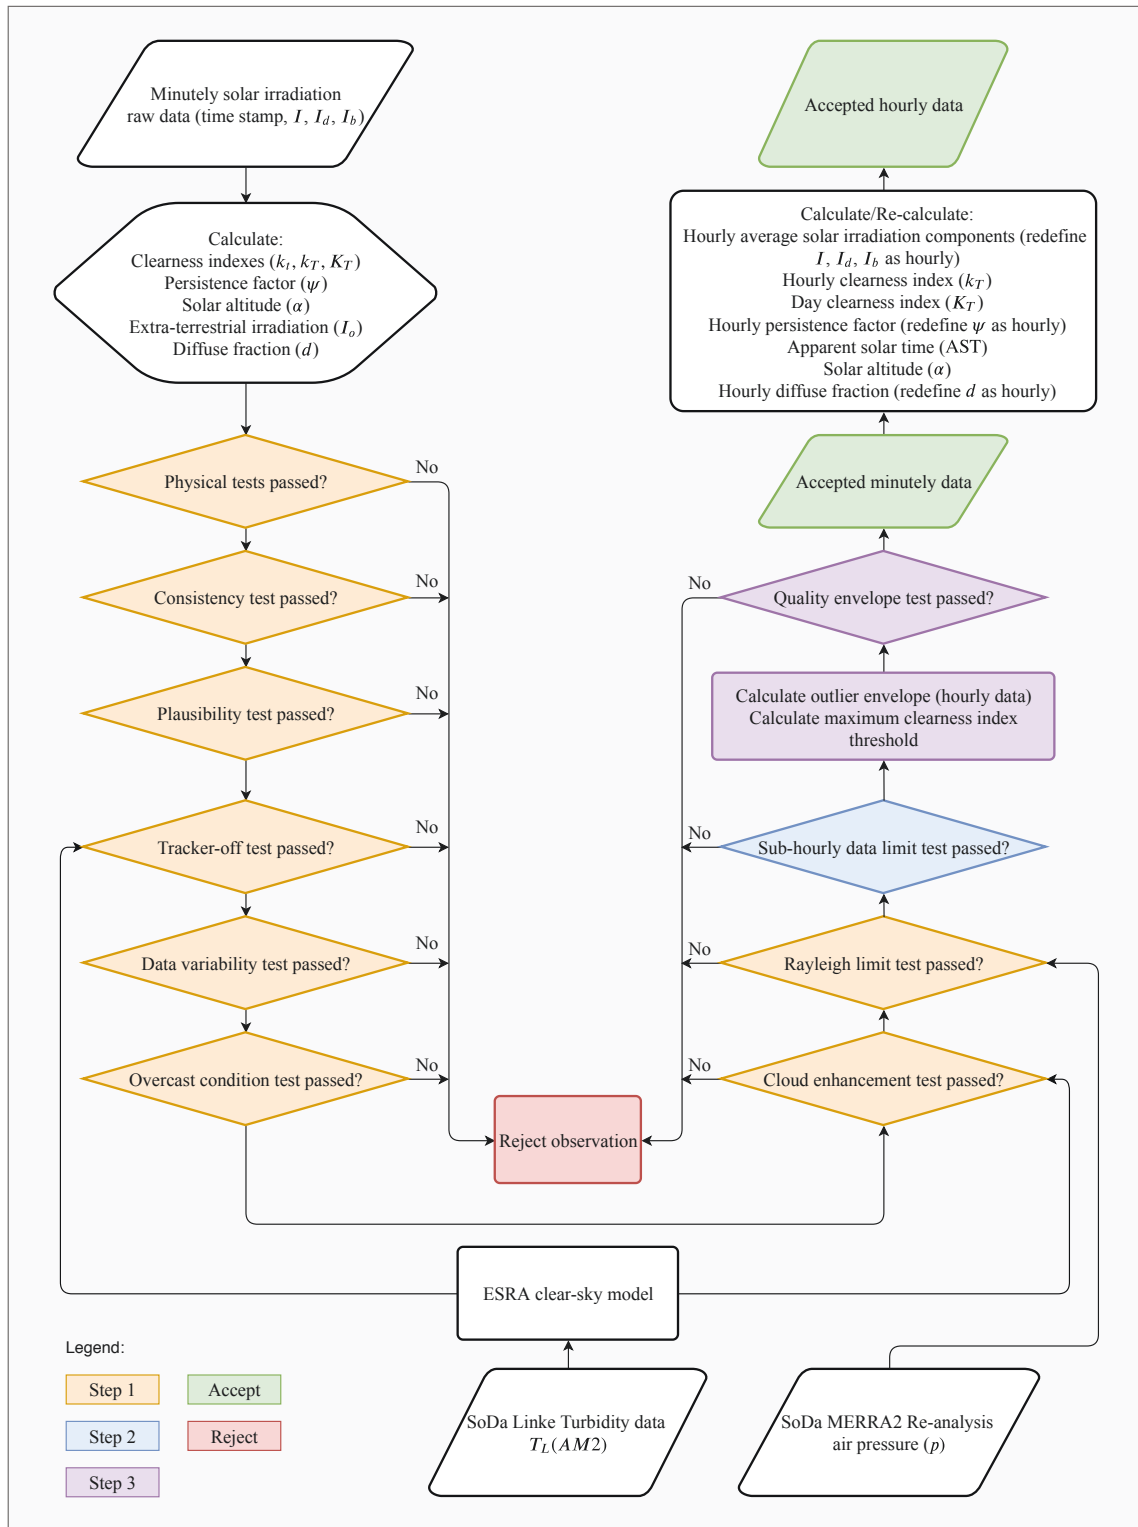 Minutely solar irradiation
raw data (time stamp, I, I_d, I_b)
Calculate:
Clearness indexes (k_t, k_T, K_T)
Persistence factor (ψ)
Solar altitude (α)
Extra-terrestrial irradiation (I_o)
Diffuse fraction (d)
Physical tests passed?
No
Consistency test passed?
No
Plausibility test passed?
No
Tracker-off test passed?
No
Data variability test passed?
No
Overcast condition test passed?
No
Reject observation
Accepted hourly data
Calculate/Re-calculate:
Hourly average solar irradiation components (redefine
I, I_d, I_b as hourly)
Hourly clearness index (k_T)
Day clearness index (K_T)
Hourly persistence factor (redefine ψ as hourly)
Apparent solar time (AST)
Solar altitude (α)
Hourly diffuse fraction (redefine d as hourly)
Accepted minutely data
No
Quality envelope test passed?
Calculate outlier envelope (hourly data)
Calculate maximum clearness index
threshold
No
Sub-hourly data limit test passed?
No
Rayleigh limit test passed?
No
Cloud enhancement test passed?
ESRA clear-sky model
SoDa Linke Turbidity data
T_L(AM2)
SoDa MERRA2 Re-analysis
air pressure (p)
Legend:
Step 1
Accept
Step 2
Reject
Step 3